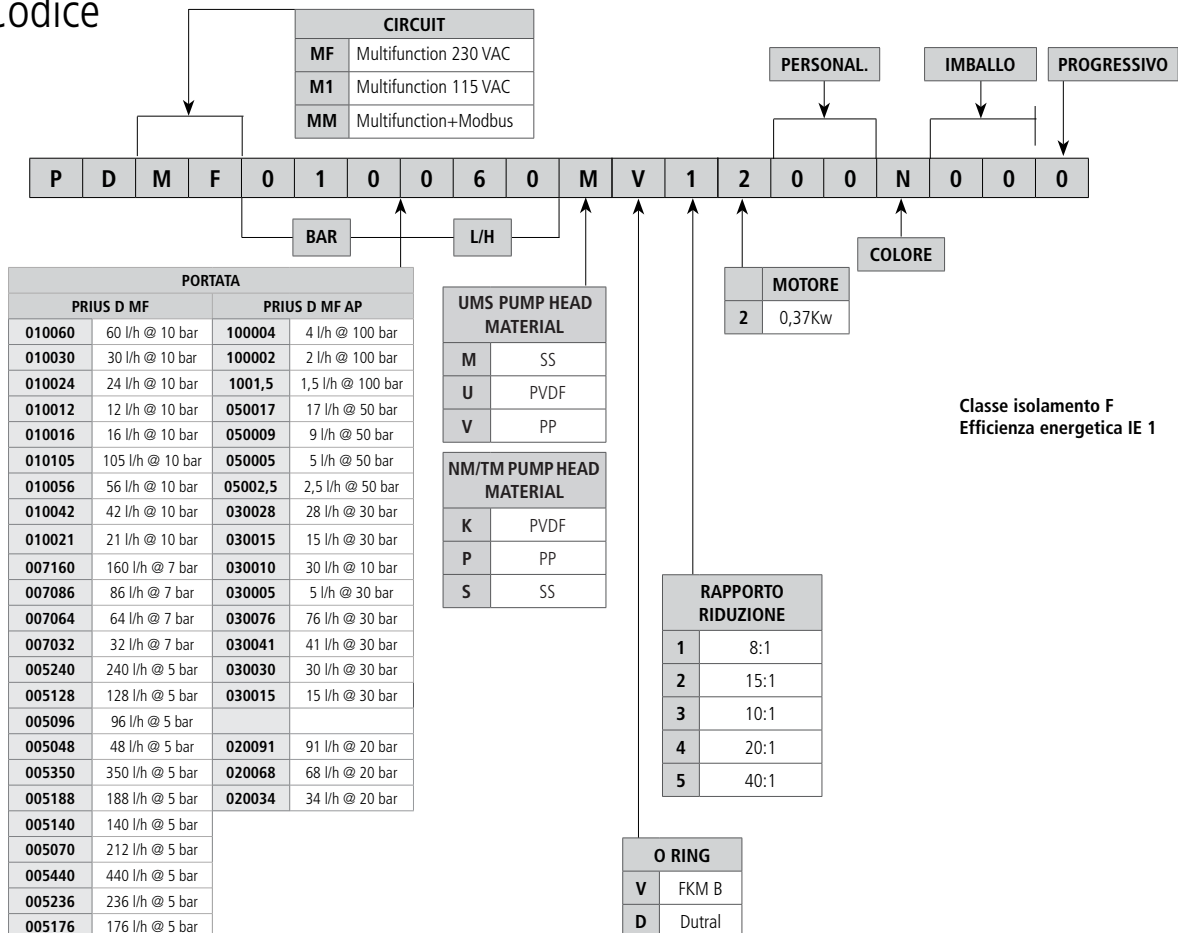 Codice
CIRCUIT
MF Multifunction 230 VAC
M1 Multifunction 115 VAC
MM Multifunction+Modbus
PERSONAL.
IMBALLO
PROGRESSIVO
P D M F 0 1 0 0 6 0 M V 1 2 0 0 N 0 0 0
BAR
L/H
COLORE
PORTATA
PRIUS D MF PRIUS D MF AP
010060 60 l/h @ 10 bar 100004 4 l/h @ 100 bar
010030 30 l/h @ 10 bar 100002 2 l/h @ 100 bar
010024 24 l/h @ 10 bar 1001,5 1,5 l/h @ 100 bar
010012 12 l/h @ 10 bar 050017 17 l/h @ 50 bar
010016 16 l/h @ 10 bar 050009 9 l/h @ 50 bar
010105 105 l/h @ 10 bar 050005 5 l/h @ 50 bar
010056 56 l/h @ 10 bar 05002,5 2,5 l/h @ 50 bar
010042 42 l/h @ 10 bar 030028 28 l/h @ 30 bar
010021 21 l/h @ 10 bar 030015 15 l/h @ 30 bar
007160 160 l/h @ 7 bar 030010 30 l/h @ 10 bar
007086 86 l/h @ 7 bar 030005 5 l/h @ 30 bar
007064 64 l/h @ 7 bar 030076 76 l/h @ 30 bar
007032 32 l/h @ 7 bar 030041 41 l/h @ 30 bar
005240 240 l/h @ 5 bar 030030 30 l/h @ 30 bar
005128 128 l/h @ 5 bar 030015 15 l/h @ 30 bar
005096 96 l/h @ 5 bar
005048 48 l/h @ 5 bar 020091 91 l/h @ 20 bar
005350 350 l/h @ 5 bar 020068 68 l/h @ 20 bar
005188 188 l/h @ 5 bar 020034 34 l/h @ 20 bar
005140 140 l/h @ 5 bar
005070 212 l/h @ 5 bar
005440 440 l/h @ 5 bar
005236 236 l/h @ 5 bar
005176 176 l/h @ 5 bar
UMS PUMP HEAD
MATERIAL
M SS
U PVDF
V PP
NM/TM PUMP HEAD
MATERIAL
K PVDF
P PP
S SS
MOTORE
2 0,37Kw
Classe isolamento F
Efficienza energetica IE 1
RAPPORTO
RIDUZIONE
1 8:1
2 15:1
3 10:1
4 20:1
5 40:1
O RING
V FKM B
D Dutral